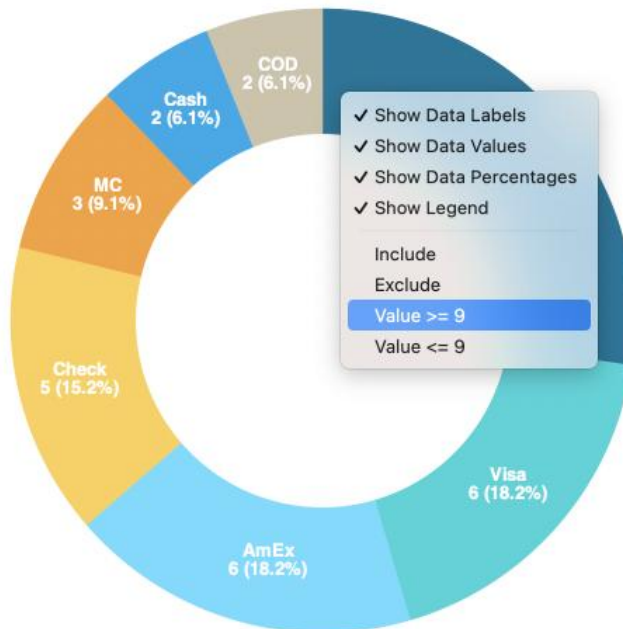 COD
2 (6.1%)
Cash
2 (6.1%)
MC
3 (9.1%)
Check
5 (15.2%)
AmEx
6 (18.2%)
Visa
6 (18.2%)
✓ Show Data Labels
✓ Show Data Values
✓ Show Data Percentages
✓ Show Legend
Include
Exclude
Value >= 9
Value <= 9